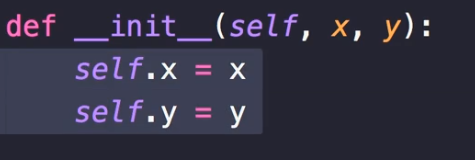 def __init__(self, x, y):
    self.x = x
    self.y = y